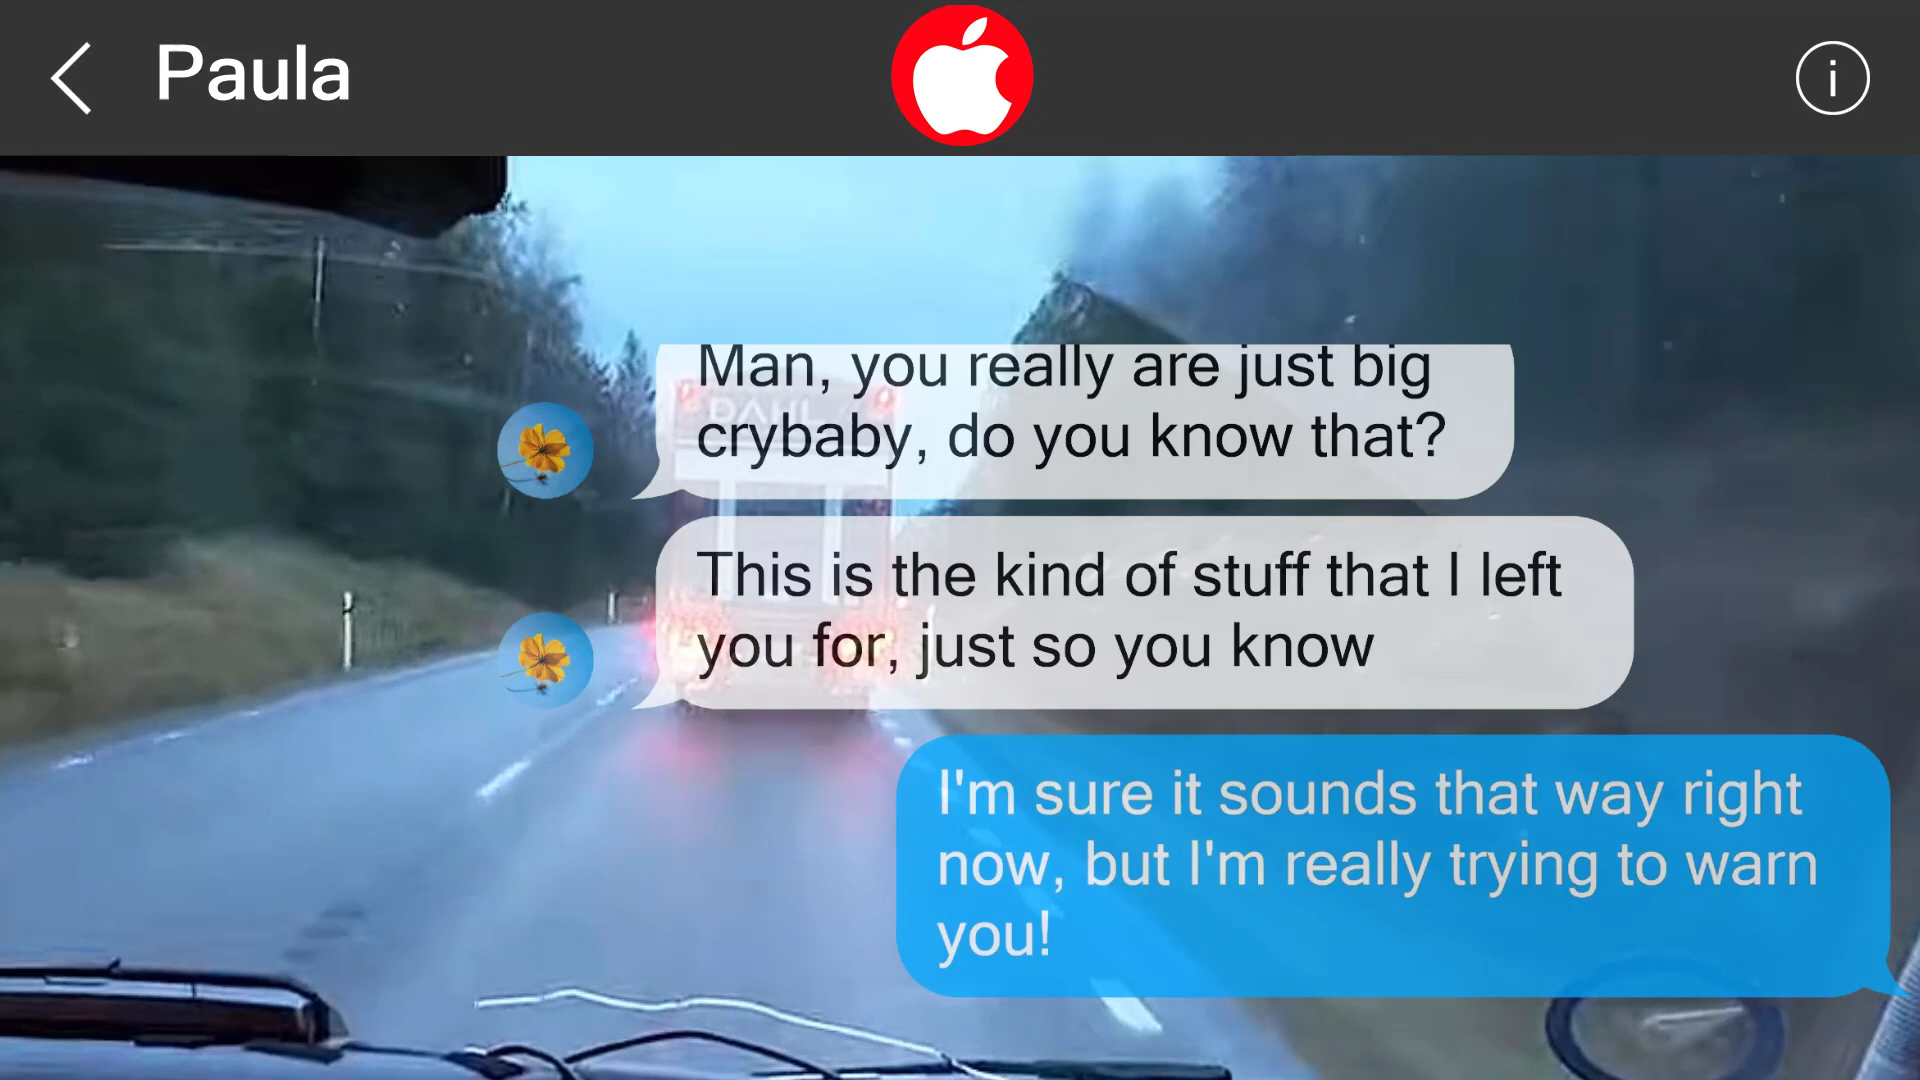 Paula
Man, you really are just big
crybaby, do you know that?
This is the kind of stuff that I left
you for, just so you know
I'm sure it sounds that way right
now, but I'm really trying to warn
you!